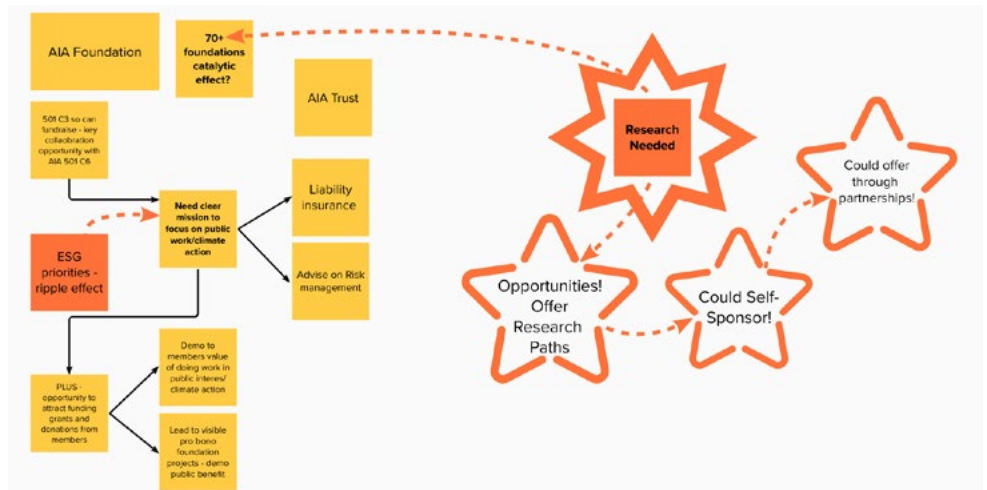 AIA Foundation
70+
foundations
catalytic
effect?
AIA Trust
501 C3 so can
fundraise - key
collaobration
opportunity with
AIA 501 C6
Need clear
mission to
focus on public
work/climate
action
Liability
insurance
ESG
priorities -
ripple effect
Advise on Risk
management
PLUS -
opportunity to
attract funding
grants and
donations from
members
Demo to
members value
of doing work in
public interes/
climate action
Lead to visible
pro bono
foundation
projects - demo
public benefit
Research
Needed
Opportunities!
Offer
Research
Paths
Could Self-
Sponsor!
Could offer
through
partnerships!